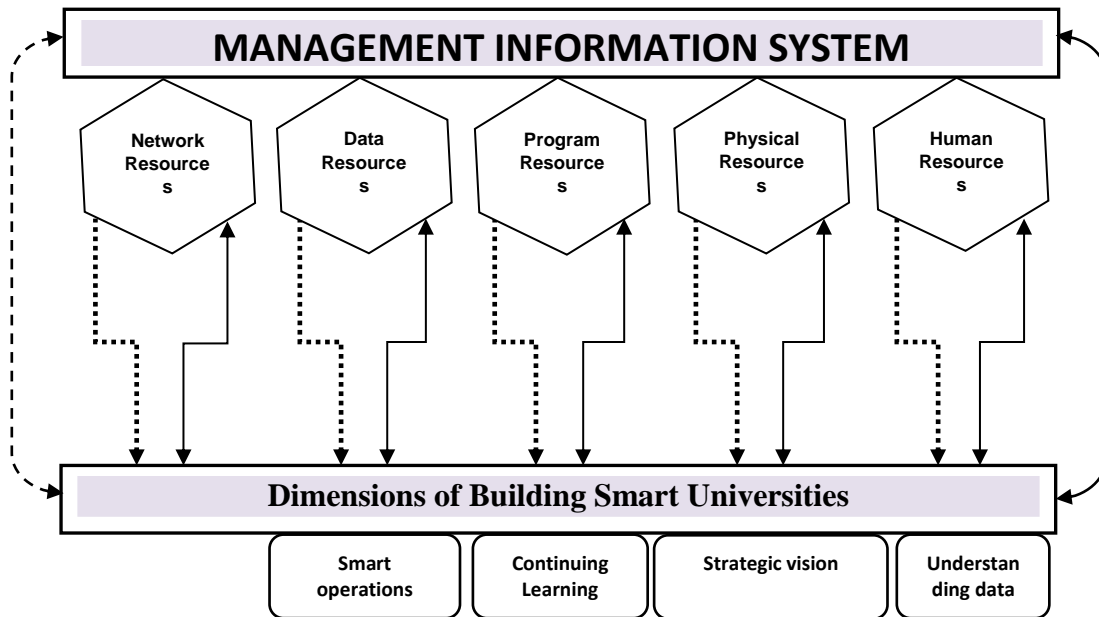 MANAGEMENT INFORMATION SYSTEM
Network
Resource
s
Data
Resource
s
Program
Resource
s
Physical
Resource
s
Human
Resource
s
Dimensions of Building Smart Universities
Smart
operations
Continuing
Learning
Strategic vision
Understan
ding data